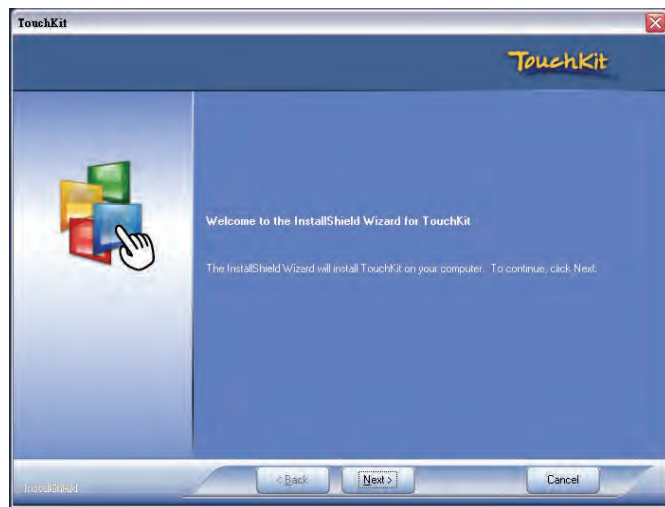 TouchKit
TouchKit
Welcome to the InstallShield Wizard for TouchKit
The InstallShield Wizard will install TouchKit on your computer. To continue, click Next.
InstallShield
< Back
Next >
Cancel